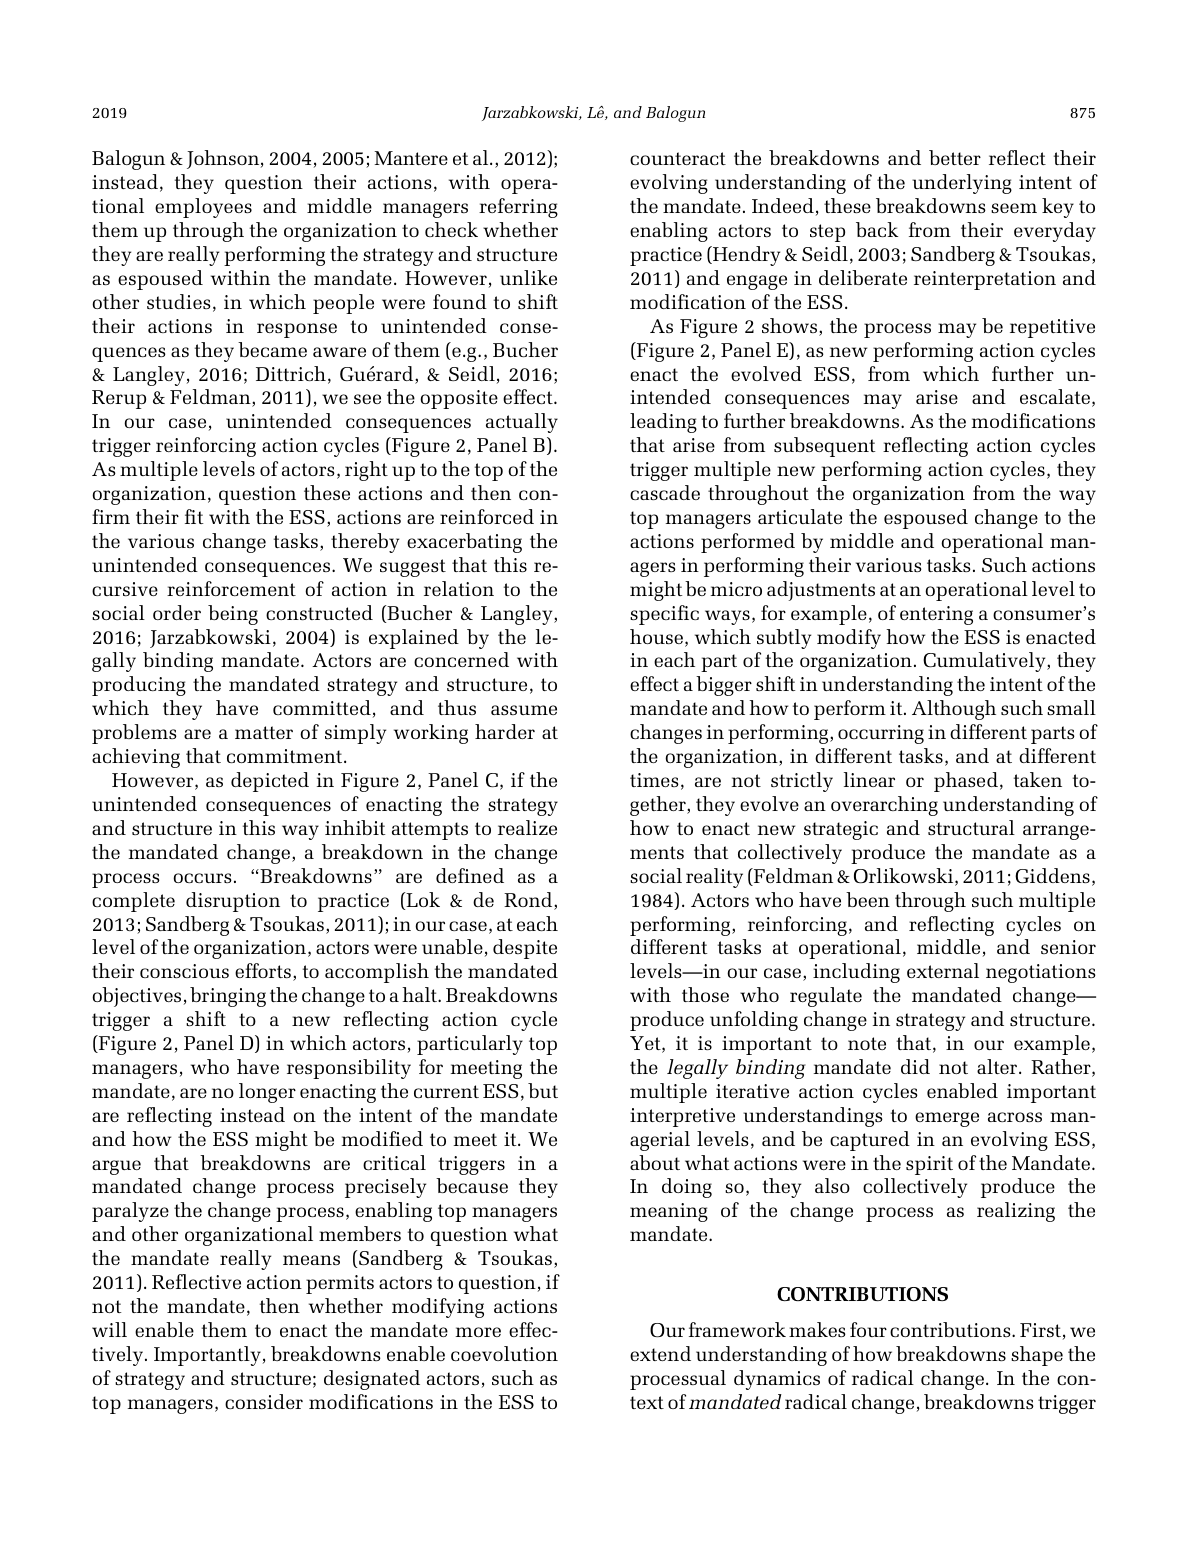 2019
Jarzabkowski, Lê, and Balogun
875
Balogun & Johnson, 2004, 2005; Mantere et al., 2012);
instead, they question their actions, with opera-
tional employees and middle managers referring
them up through the organization to check whether
they are really performing the strategy and structure
as espoused within the mandate. However, unlike
other studies, in which people were found to shift
their actions in response to unintended conse-
quences as they became aware of them (e.g., Bucher
& Langley, 2016; Dittrich, Guérard, & Seidl, 2016;
Rerup & Feldman, 2011), we see the opposite effect.
In our case, unintended consequences actually
trigger reinforcing action cycles (Figure 2, Panel B).
As multiple levels of actors, right up to the top of the
organization, question these actions and then con-
firm their fit with the ESS, actions are reinforced in
the various change tasks, thereby exacerbating the
unintended consequences. We suggest that this re-
cursive reinforcement of action in relation to the
social order being constructed (Bucher & Langley,
2016; Jarzabkowski, 2004) is explained by the le-
gally binding mandate. Actors are concerned with
producing the mandated strategy and structure, to
which they have committed, and thus assume
problems are a matter of simply working harder at
achieving that commitment.
However, as depicted in Figure 2, Panel C, if the
unintended consequences of enacting the strategy
and structure in this way inhibit attempts to realize
the mandated change, a breakdown in the change
process occurs. “Breakdowns” are defined as a
complete disruption to practice (Lok & de Rond,
2013; Sandberg & Tsoukas, 2011); in our case, at each
level of the organization, actors were unable, despite
their conscious efforts, to accomplish the mandated
objectives, bringing the change to a halt. Breakdowns
trigger a shift to a new reflecting action cycle
(Figure 2, Panel D) in which actors, particularly top
managers, who have responsibility for meeting the
mandate, are no longer enacting the current ESS, but
are reflecting instead on the intent of the mandate
and how the ESS might be modified to meet it. We
argue that breakdowns are critical triggers in a
mandated change process precisely because they
paralyze the change process, enabling top managers
and other organizational members to question what
the mandate really means (Sandberg & Tsoukas,
2011). Reflective action permits actors to question, if
not the mandate, then whether modifying actions
will enable them to enact the mandate more effec-
tively. Importantly, breakdowns enable coevolution
of strategy and structure; designated actors, such as
top managers, consider modifications in the ESS to
counteract the breakdowns and better reflect their
evolving understanding of the underlying intent of
the mandate. Indeed, these breakdowns seem key to
enabling actors to step back from their everyday
practice (Hendry & Seidl, 2003; Sandberg & Tsoukas,
2011) and engage in deliberate reinterpretation and
modification of the ESS.
As Figure 2 shows, the process may be repetitive
(Figure 2, Panel E), as new performing action cycles
enact the evolved ESS, from which further un-
intended consequences may arise and escalate,
leading to further breakdowns. As the modifications
that arise from subsequent reflecting action cycles
trigger multiple new performing action cycles, they
cascade throughout the organization from the way
top managers articulate the espoused change to the
actions performed by middle and operational man-
agers in performing their various tasks. Such actions
might be micro adjustments at an operational level to
specific ways, for example, of entering a consumer’s
house, which subtly modify how the ESS is enacted
in each part of the organization. Cumulatively, they
effect a bigger shift in understanding the intent of the
mandate and how to perform it. Although such small
changes in performing, occurring in different parts of
the organization, in different tasks, and at different
times, are not strictly linear or phased, taken to-
gether, they evolve an overarching understanding of
how to enact new strategic and structural arrange-
ments that collectively produce the mandate as a
social reality (Feldman & Orlikowski, 2011; Giddens,
1984). Actors who have been through such multiple
performing, reinforcing, and reflecting cycles on
different tasks at operational, middle, and senior
levels—in our case, including external negotiations
with those who regulate the mandated change—
produce unfolding change in strategy and structure.
Yet, it is important to note that, in our example,
the legally binding mandate did not alter. Rather,
multiple iterative action cycles enabled important
interpretive understandings to emerge across man-
agerial levels, and be captured in an evolving ESS,
about what actions were in the spirit of the Mandate.
In doing so, they also collectively produce the
meaning of the change process as realizing the
mandate.
CONTRIBUTIONS
Our framework makes four contributions. First, we
extend understanding of how breakdowns shape the
processual dynamics of radical change. In the con-
text of mandated radical change, breakdowns trigger